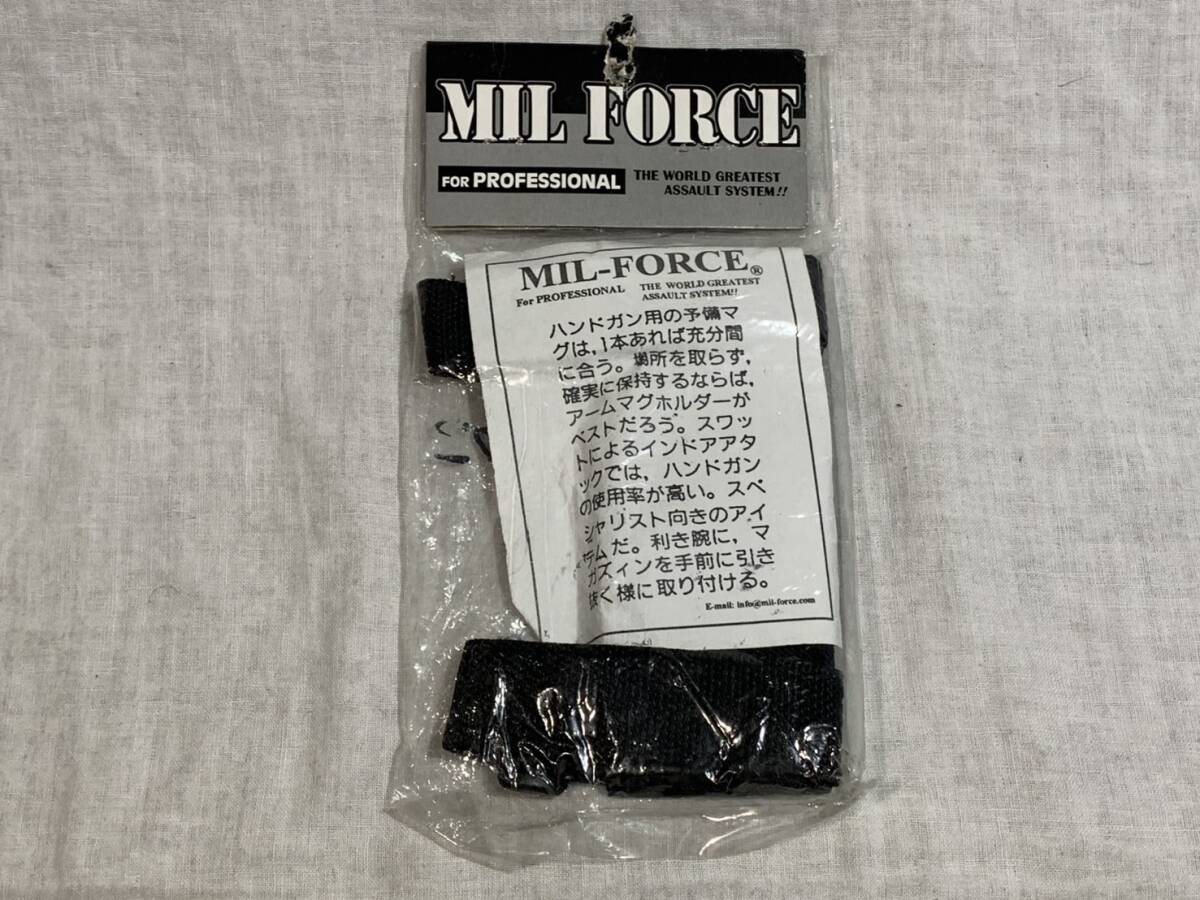 MIL FORCE
FOR PROFESSIONAL
THE WORLD GREATEST
ASSAULT SYSTEM!!
MIL-FORCE®
For PROFESSIONAL
THE WORLD GREATEST
ASSAULT SYSTEM!!
ハンドガン用の予備マ
グは,1本あれば充分間
に合う。場所を取らず,
確実に保持するならば,
アームマグホルダーが
ベストだろう。スワッ
トによるインドアアタ
ックでは,ハンドガン
の使用率が高い。スペ
シャリスト向きのアイ
テムだ。利き腕に,マ
ガズィンを手前に引き
抜く様に取り付ける。
E-mail: info@mil-force.com